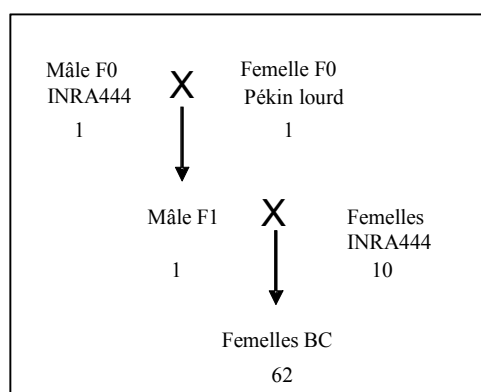 Mâle F0 X Femelle F0
INRA444 Pékin lourd
1 1
Mâle F1 X Femelles
INRA444
1 10
Femelles BC
62